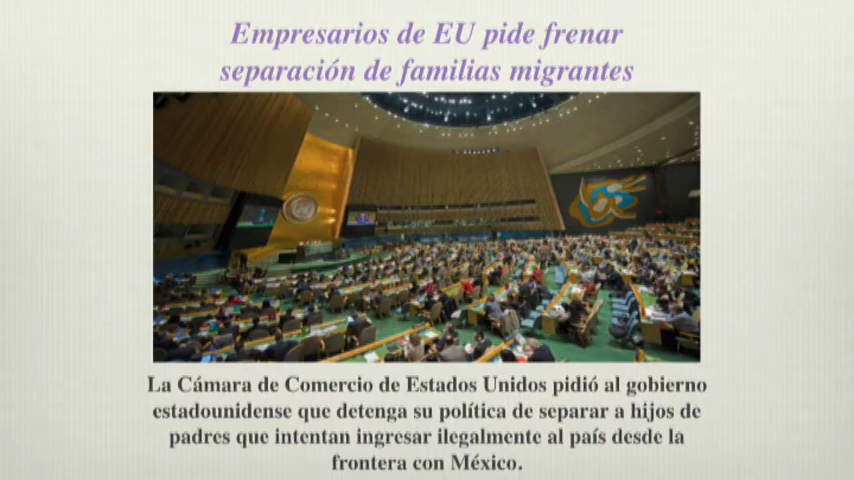 Empresarios de EU pide frenar
separación de familias migrantes
La Cámara de Comercio de Estados Unidos pidió al gobierno
estadounidense que detenga su política de separar a hijos de
padres que intentan ingresar ilegalmente al país desde la
frontera con México.